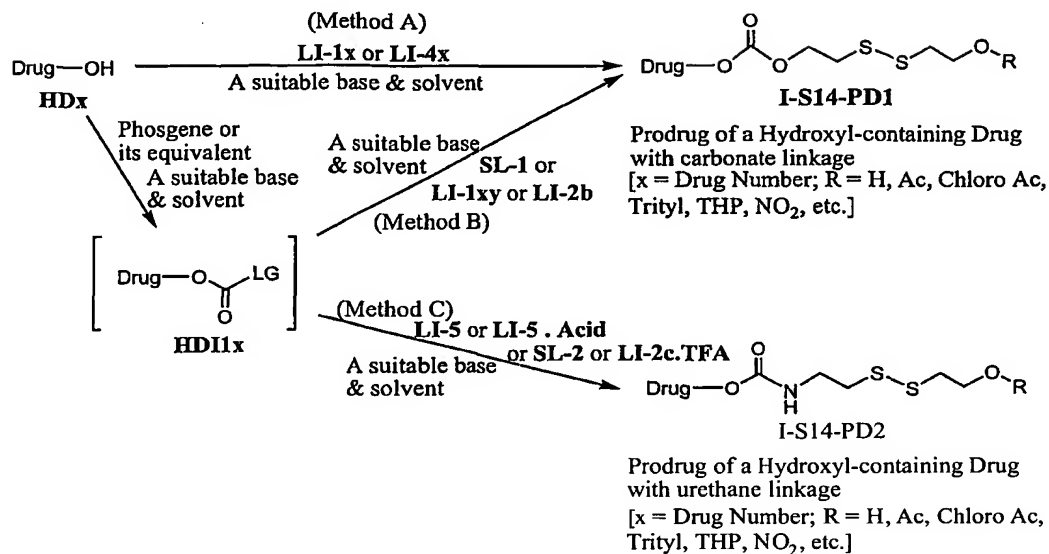 (Method A)
LI-1x or LI-4x
A suitable base & solvent
Drug—OH
HDx
Phosgene or
its equivalent
A suitable base
& solvent
Drug—O
O
O
S
S
O
R
I-S14-PD1
Prodrug of a Hydroxyl-containing Drug
with carbonate linkage
[x = Drug Number; R = H, Ac, Chloro Ac,
Trityl, THP, NO2, etc.]
A suitable base
& solvent
SL-1 or
LI-1xy or LI-2b
(Method B)
Drug—O
LG
O
HDI1x
(Method C)
LI-5 or LI-5 . Acid
or SL-2 or LI-2c.TFA
A suitable base
& solvent
Drug—O
O
N
H
S
S
O
R
I-S14-PD2
Prodrug of a Hydroxyl-containing Drug
with urethane linkage
[x = Drug Number; R = H, Ac, Chloro Ac,
Trityl, THP, NO2, etc.]